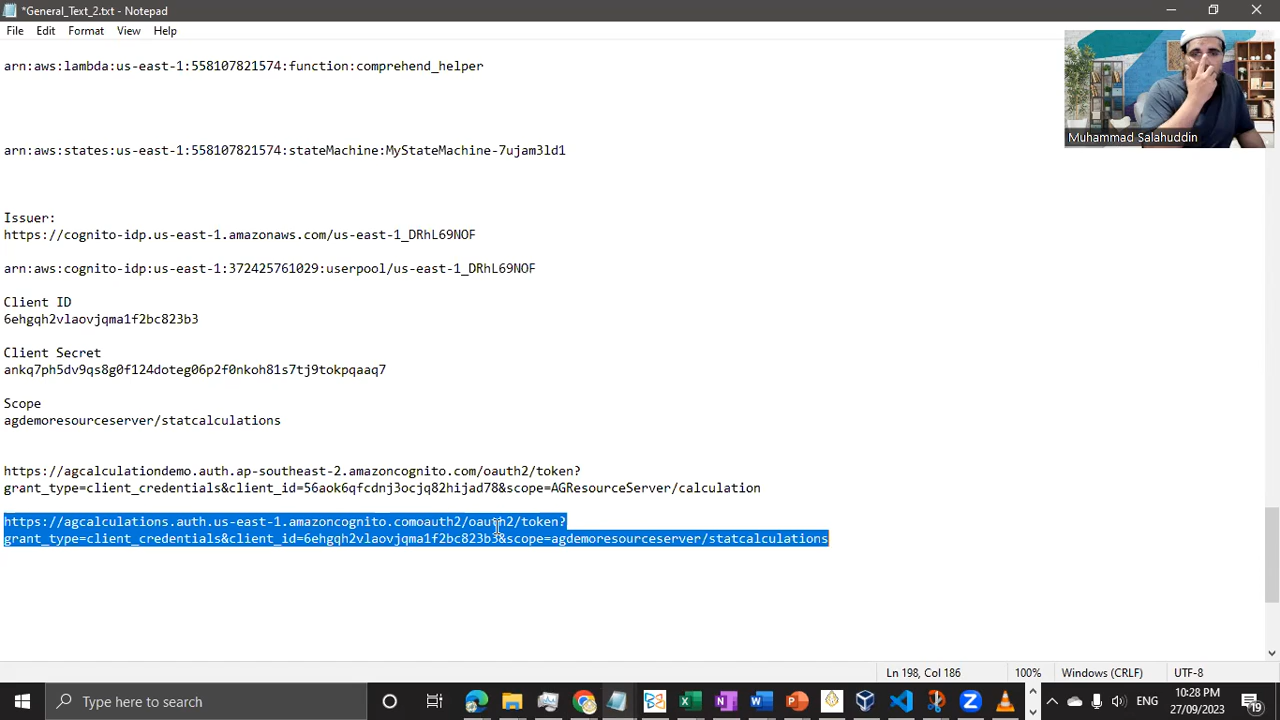 *General_Text_2.txt - Notepad
File Edit Format View Help
arn:aws:lambda:us-east-1:558107821574:function:comprehend_helper
Muhammad Salahuddin
arn:aws:states:us-east-1:558107821574:stateMachine:MyStateMachine-7ujam3ld1
Issuer:
https://cognito-idp.us-east-1.amazonaws.com/us-east-1_DRhL69NOF
arn:aws:cognito-idp:us-east-1:372425761029:userpool/us-east-1_DRhL69NOF
Client ID
6ehgqh2vlaovjqma1f2bc823b3
Client Secret
ankq7ph5dv9qs8g0f124doteg06p2f0nkoh81s7tj9tokpqaaq7
Scope
agdemoresourceserver/statcalculations
https://agcalculationdemo.auth.ap-southeast-2.amazoncognito.com/oauth2/token?
grant_type=client_credentials&client_id=56aok6qfcdnj3ocjq82hijad78&scope=AGResourceServer/calculation
https://agcalculations.auth.us-east-1.amazoncognito.comoauth2/oauth2/token?
grant_type=client_credentials&client_id=6ehgqh2vlaovjqma1f2bc823b3&scope=agdemoresourceserver/statcalculations
Ln 198, Col 186 100% Windows (CRLF) UTF-8
Type here to search
ENG
10:28 PM
27/09/2023
19